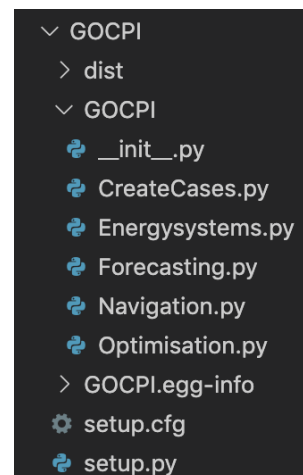 GOCPI
dist
GOCPI
__init__.py
CreateCases.py
Energysystems.py
Forecasting.py
Navigation.py
Optimisation.py
GOCPI.egg-info
setup.cfg
setup.py